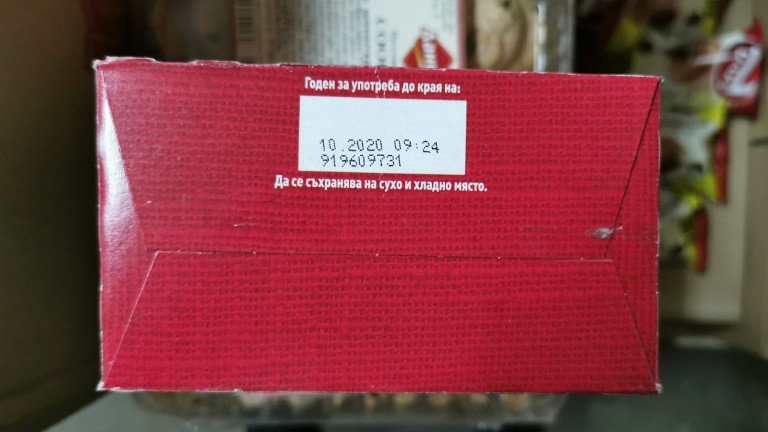 Годен за употреба до края на:
10.2020 09:24
919609731
Да се съхранява на сухо и хладно място.